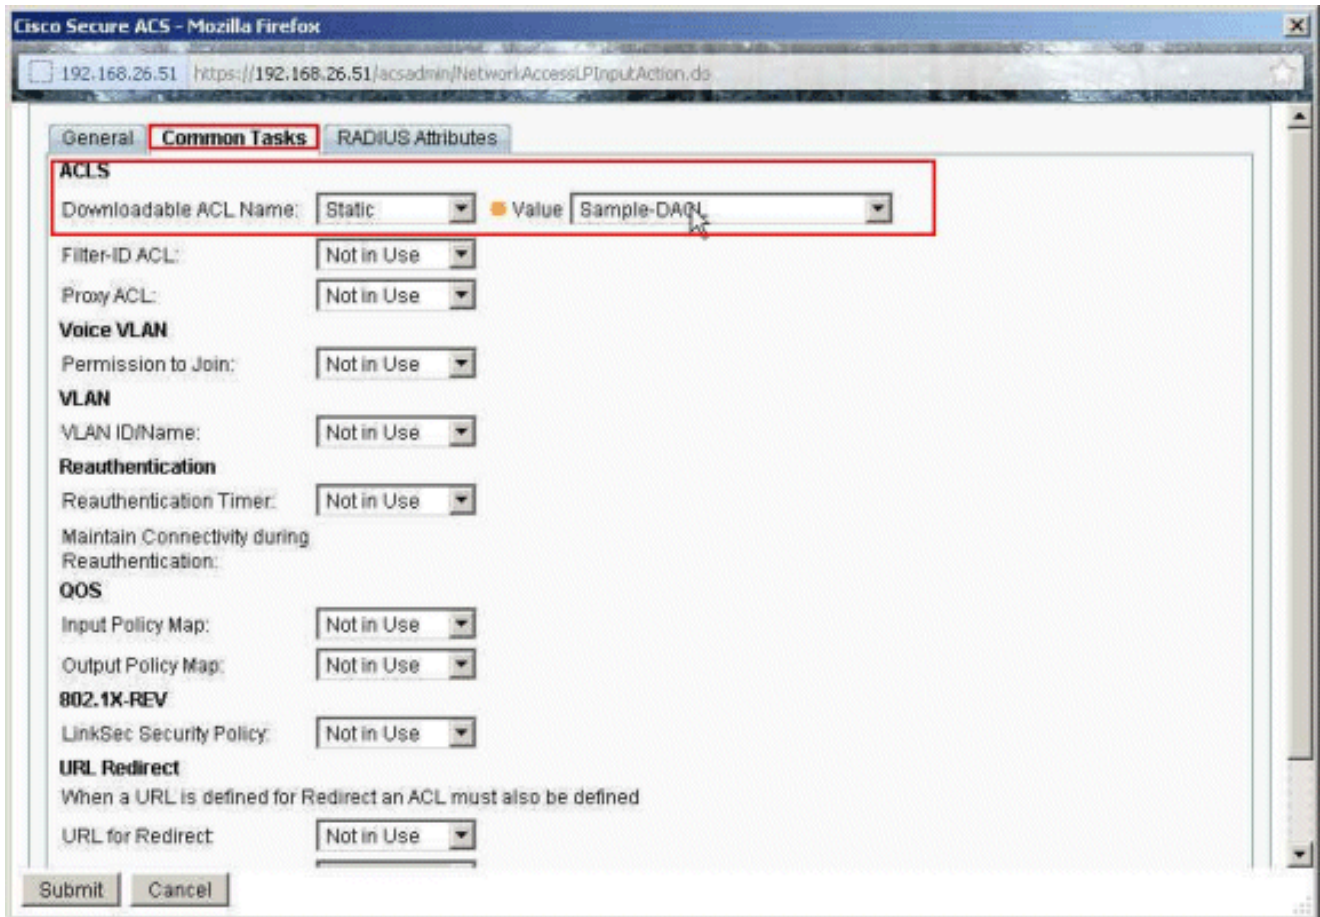 Cisco Secure ACS - Mozilla Firefox
192.168.26.51 https://192.168.26.51/acsadmin/NetworkAccessLPInputAction.do
General Common Tasks RADIUS Attributes
ACLS
Downloadable ACL Name: Static Value Sample-DACL
Filter-ID ACL: Not in Use
Proxy ACL: Not in Use
Voice VLAN
Permission to Join: Not in Use
VLAN
VLAN ID/Name: Not in Use
Reauthentication
Reauthentication Timer: Not in Use
Maintain Connectivity during
Reauthentication:
QOS
Input Policy Map: Not in Use
Output Policy Map: Not in Use
802.1X-REV
LinkSec Security Policy: Not in Use
URL Redirect
When a URL is defined for Redirect an ACL must also be defined
URL for Redirect: Not in Use
Submit Cancel